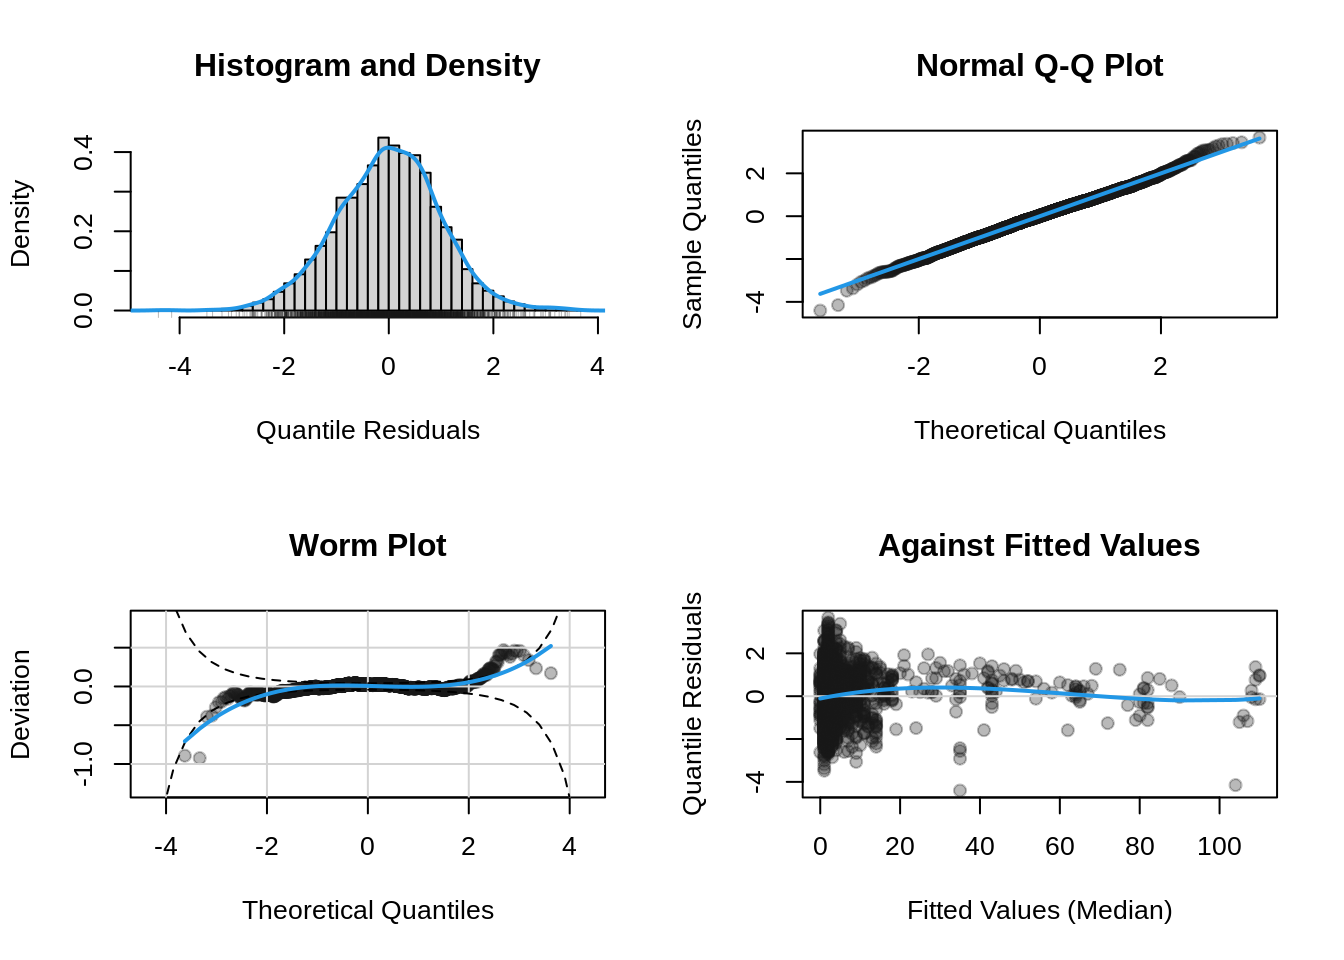 Histogram and Density
Density
0.0 0.2 0.4
-4 -2 0 2 4
Quantile Residuals
Normal Q-Q Plot
Sample Quantiles
-4 0 2
-2 0 2
Theoretical Quantiles
Worm Plot
Deviation
-1.0 0.0
-4 -2 0 2 4
Theoretical Quantiles
Against Fitted Values
Quantile Residuals
-4 0 2
0 20 40 60 80 100
Fitted Values (Median)